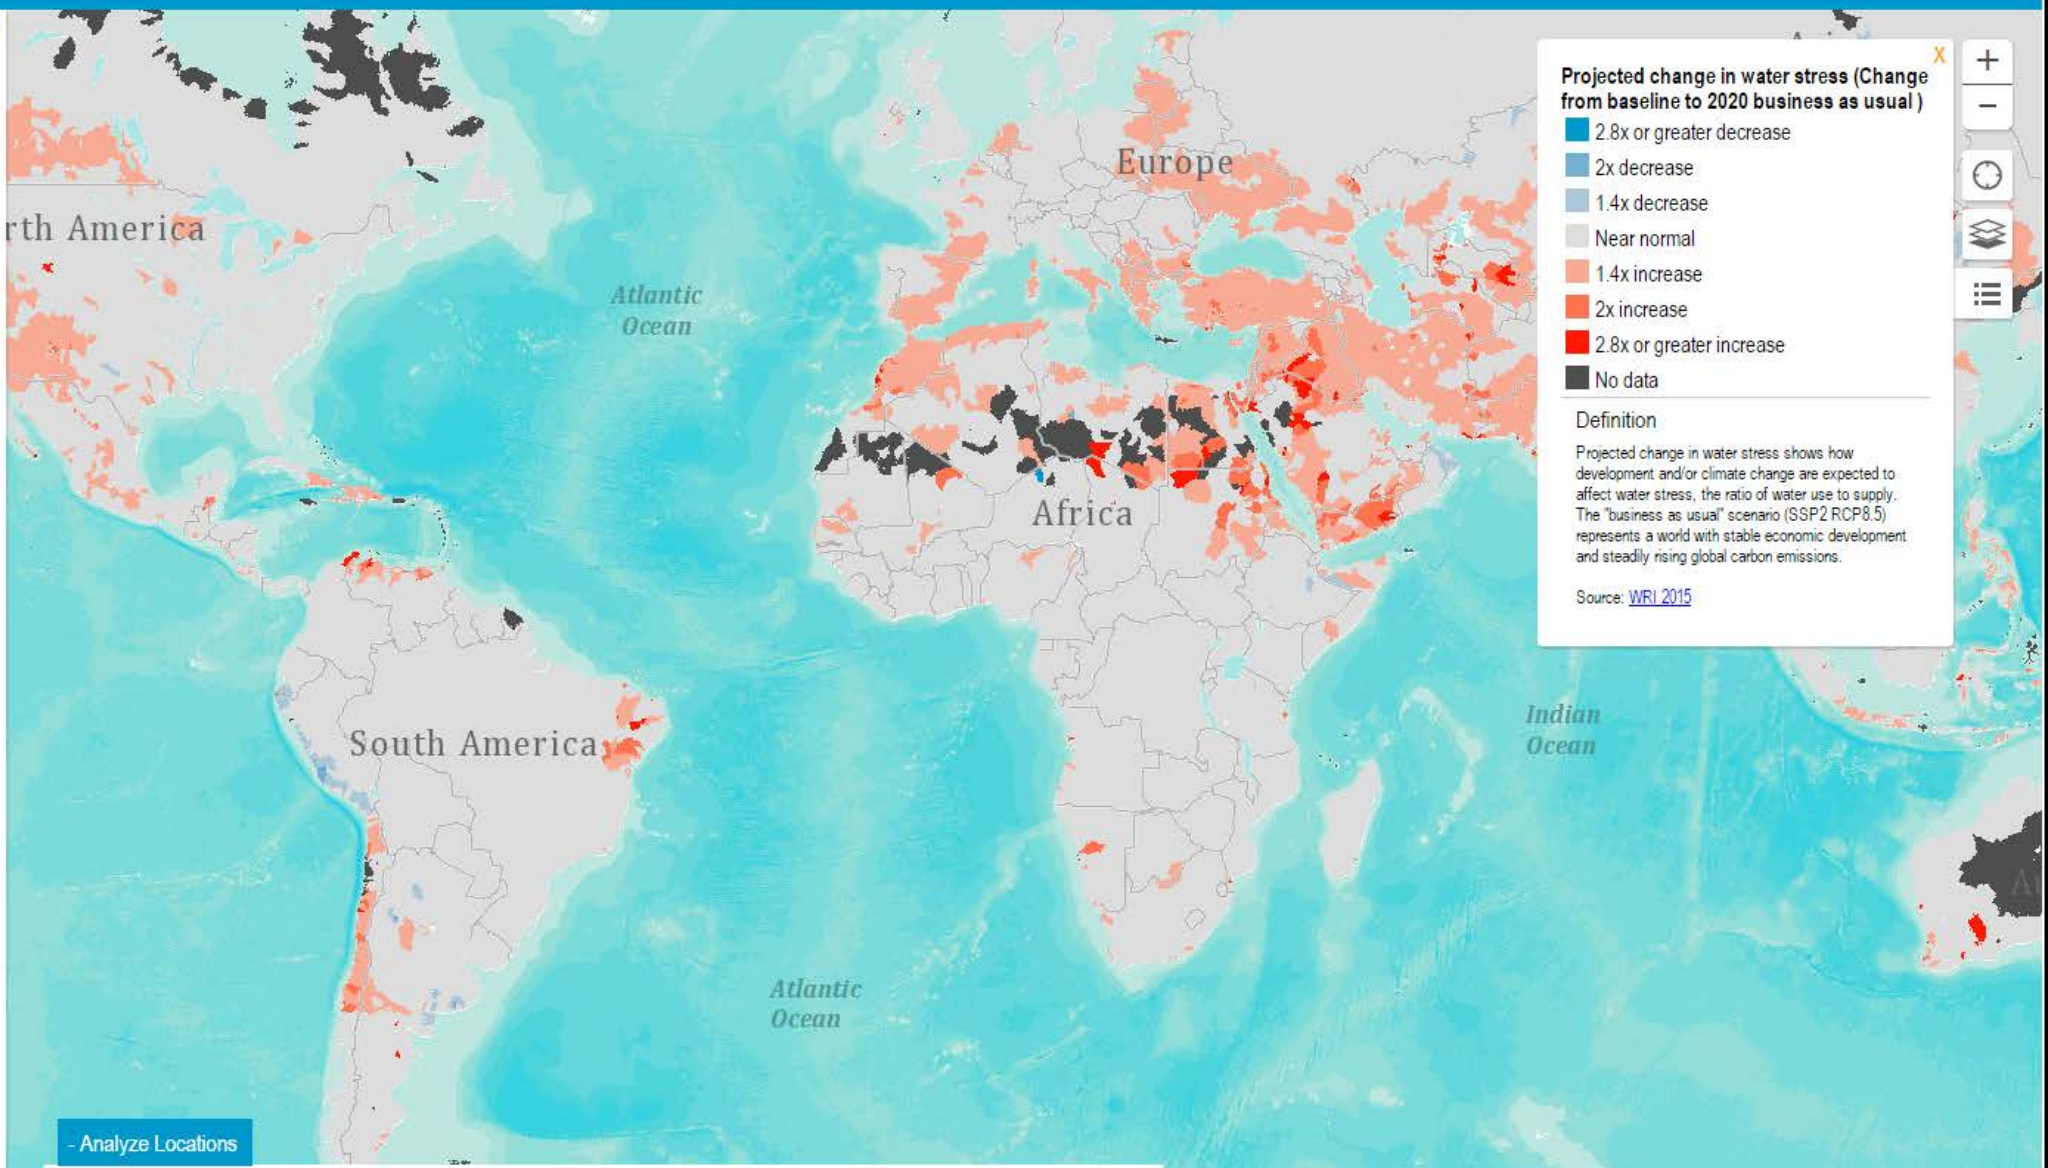 Europe
rth America
Atlantic
Ocean
Africa
South America
Indian
Ocean
Atlantic
Ocean
X
Projected change in water stress (Change
from baseline to 2020 business as usual )
2.8x or greater decrease
2x decrease
1.4x decrease
Near normal
1.4x increase
2x increase
2.8x or greater increase
No data
Definition
Projected change in water stress shows how
development and/or climate change are expected to
affect water stress, the ratio of water use to supply.
The "business as usual" scenario (SSP2 RCP8.5)
represents a world with stable economic development
and steadily rising global carbon emissions.
Source: WRI 2015
+
−
- Analyze Locations